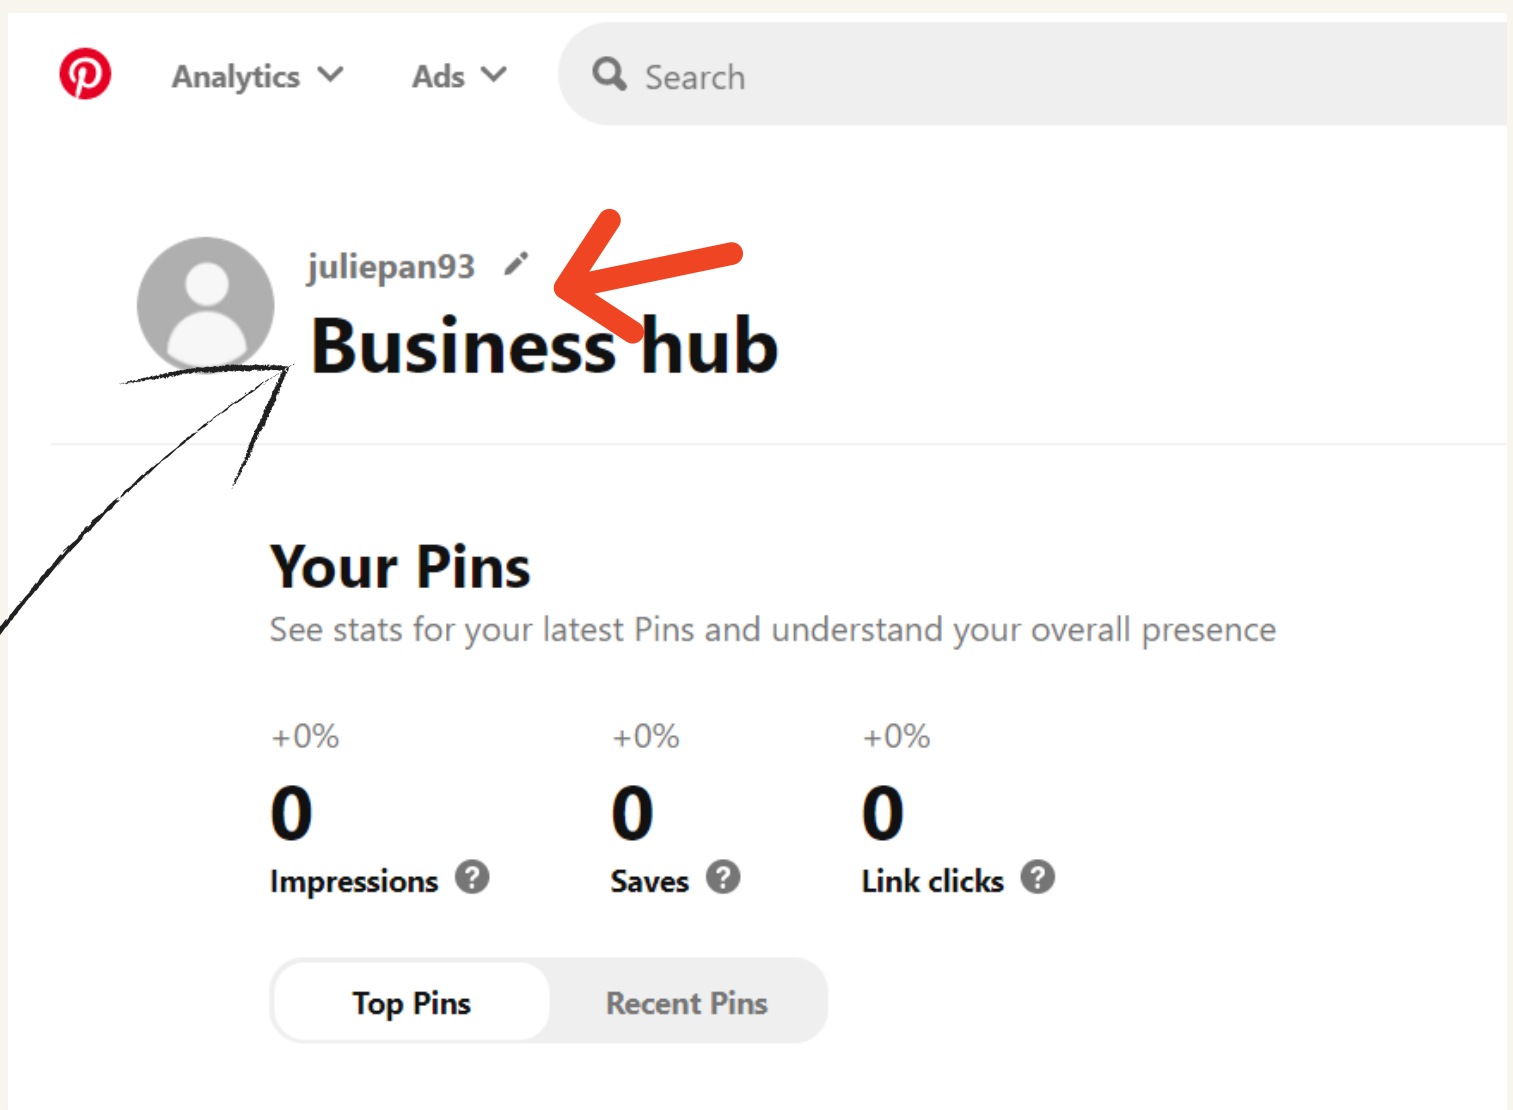 Analytics Ads Search
juliepan93
Business hub
Your Pins
See stats for your latest Pins and understand your overall presence
+0% +0% +0%
0 0 0
Impressions ? Saves ? Link clicks ?
Top Pins Recent Pins